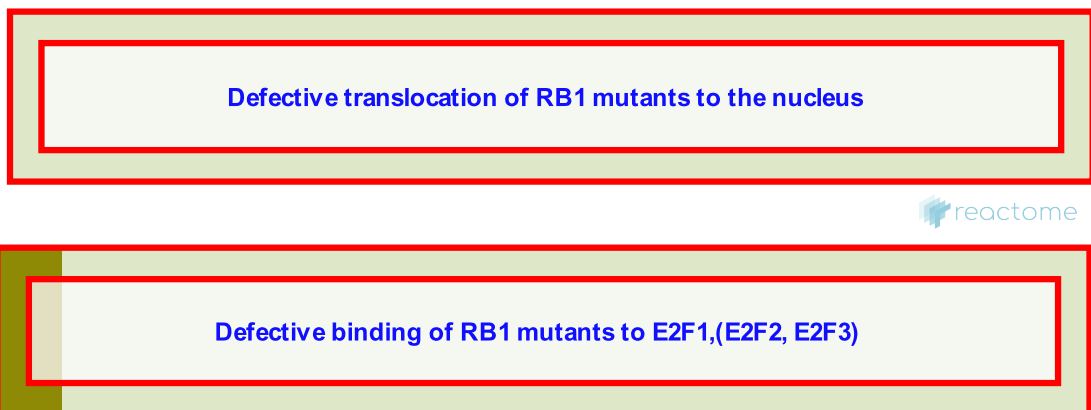 Defective translocation of RB1 mutants to the nucleus
reactome
Defective binding of RB1 mutants to E2F1,(E2F2, E2F3)